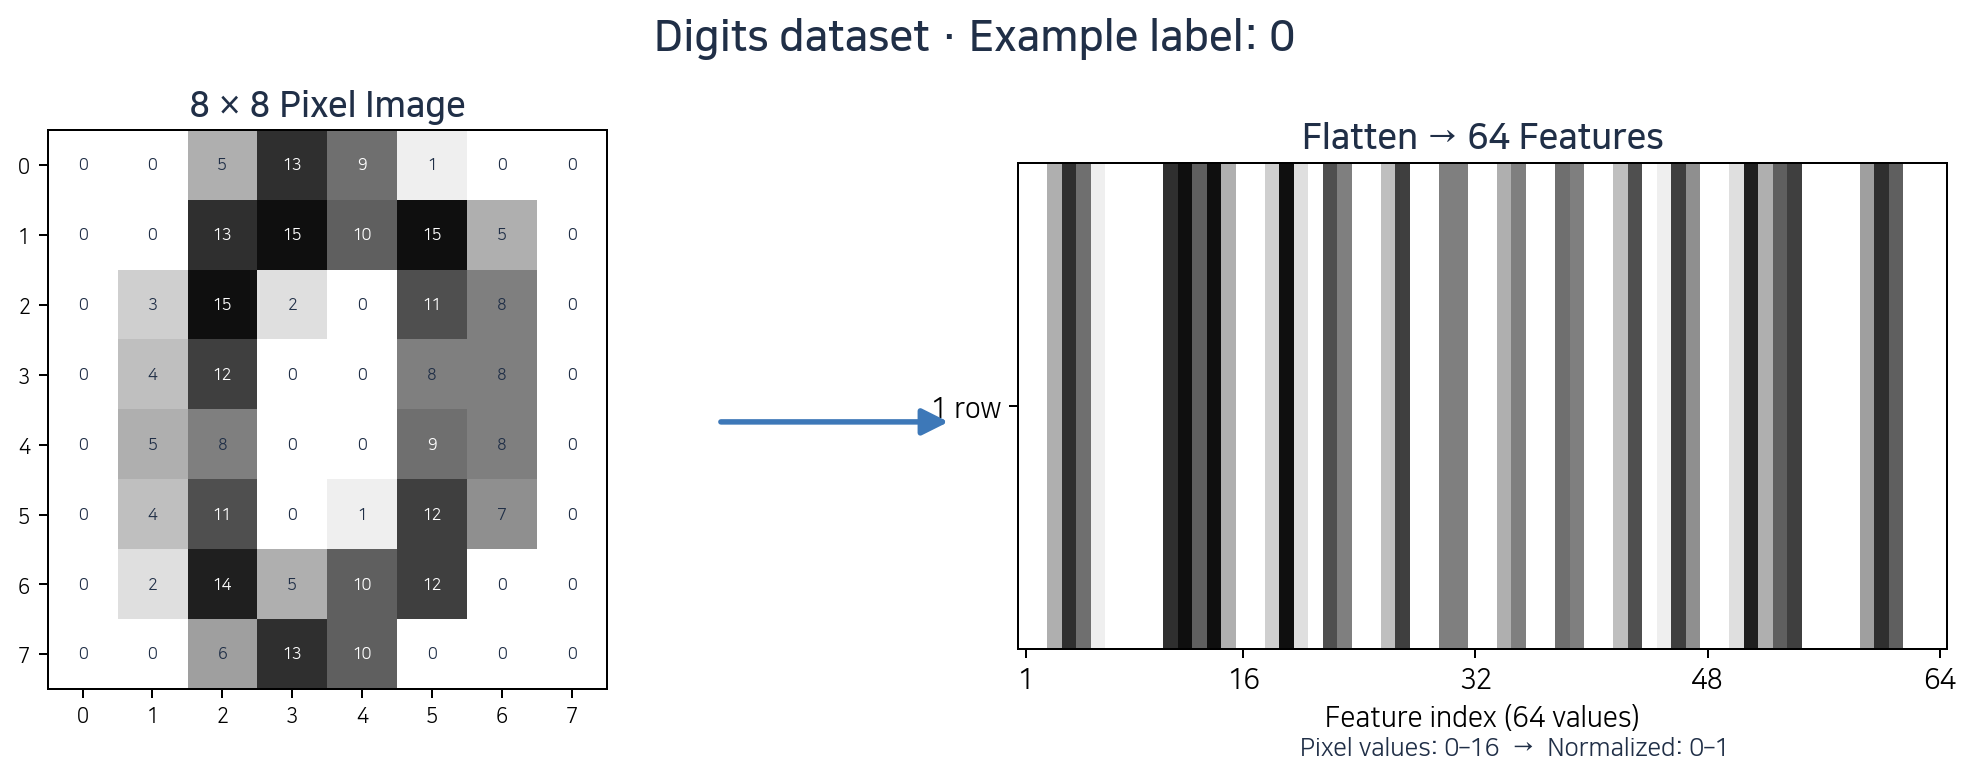 Digits dataset · Example label: 0
8 × 8 Pixel Image
0 0 0 5 13 9 1 0 0
1 0 0 13 15 10 15 5 0
2 0 3 15 2 0 11 8 0
3 0 4 12 0 0 8 8 0
4 0 5 8 0 0 9 8 0
5 0 4 11 0 1 12 7 0
6 0 2 14 5 10 12 0 0
7 0 0 6 13 10 0 0 0
0 1 2 3 4 5 6 7
Flatten → 64 Features
1 row
1 16 32 48 64
Feature index (64 values)
Pixel values: 0–16 → Normalized: 0–1